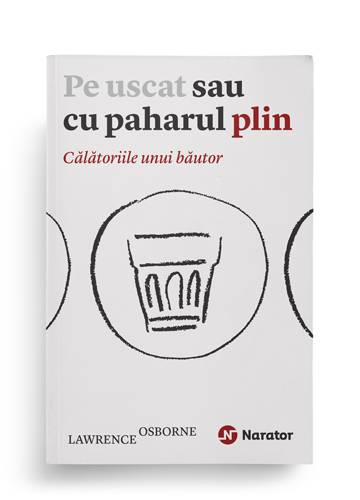 Pe uscat sau
cu paharul plin
Călătoriile unui băutor
LAWRENCE OSBORNE
Narator